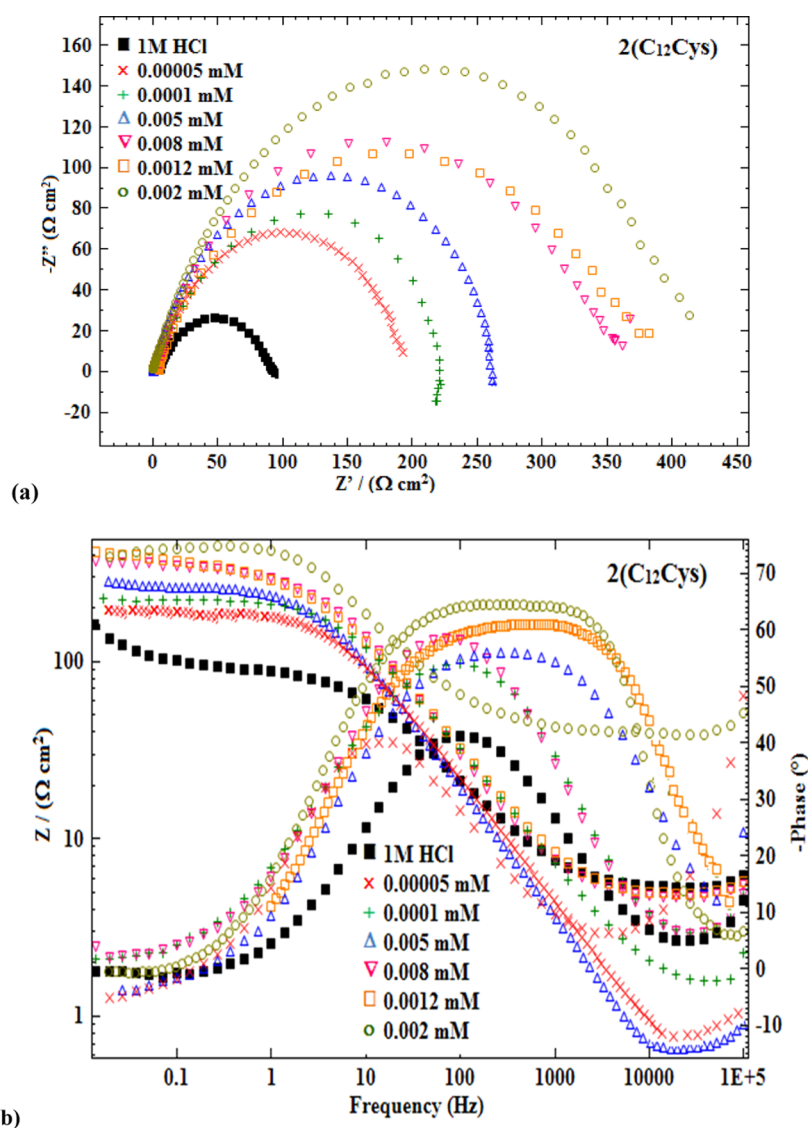 2(C₁₂Cys)
1M HCl
0.00005 mM
0.0001 mM
0.005 mM
0.008 mM
0.0012 mM
0.002 mM
-Z’’ (Ω cm²)
160
140
120
100
80
60
40
20
0
-20
0 50 100 150 200 250 300 350 400 450
Z’ / (Ω cm²)
(a)
2(C₁₂Cys)
Z / (Ω cm²)
100
10
1
-Phase (°)
70
60
50
40
30
20
10
0
-10
1M HCl
0.00005 mM
0.0001 mM
0.005 mM
0.008 mM
0.0012 mM
0.002 mM
0.1 1 10 100 1000 10000 1E+5
Frequency (Hz)
b)